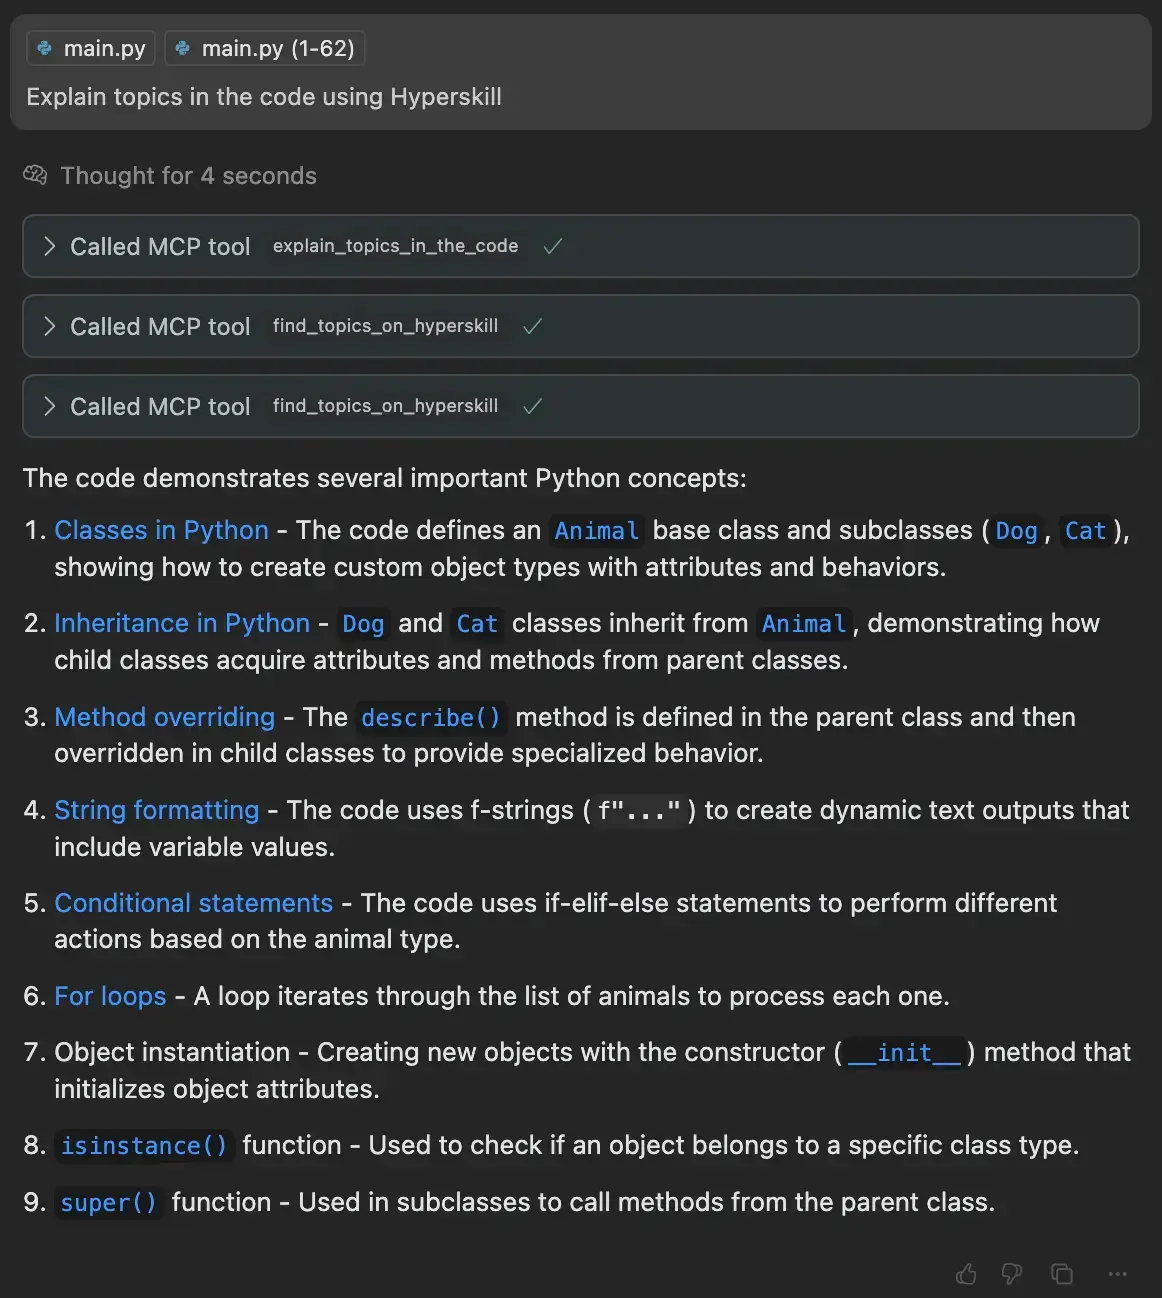 main.py main.py (1-62)
Explain topics in the code using Hyperskill
Thought for 4 seconds
Called MCP tool explain_topics_in_the_code
Called MCP tool find_topics_on_hyperskill
Called MCP tool find_topics_on_hyperskill
The code demonstrates several important Python concepts:
1. Classes in Python - The code defines an Animal base class and subclasses (Dog, Cat),
showing how to create custom object types with attributes and behaviors.
2. Inheritance in Python - Dog and Cat classes inherit from Animal, demonstrating how
child classes acquire attributes and methods from parent classes.
3. Method overriding - The describe() method is defined in the parent class and then
overridden in child classes to provide specialized behavior.
4. String formatting - The code uses f-strings (f"...") to create dynamic text outputs that
include variable values.
5. Conditional statements - The code uses if-elif-else statements to perform different
actions based on the animal type.
6. For loops - A loop iterates through the list of animals to process each one.
7. Object instantiation - Creating new objects with the constructor (__init__) method that
initializes object attributes.
8. isinstance() function - Used to check if an object belongs to a specific class type.
9. super() function - Used in subclasses to call methods from the parent class.